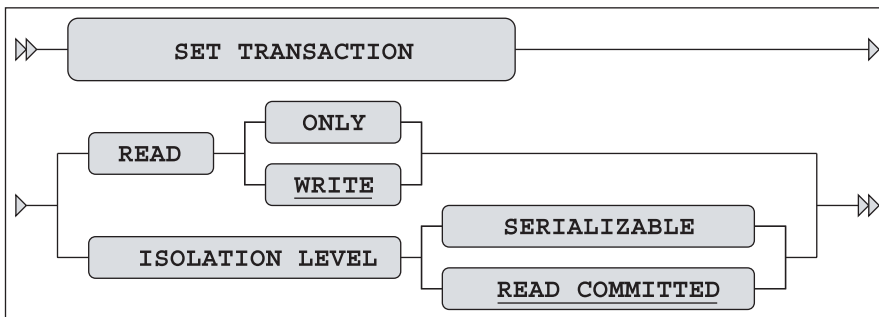 SET TRANSACTION
ONLY
READ
WRITE
SERIALIZABLE
ISOLATION LEVEL
READ COMMITTED